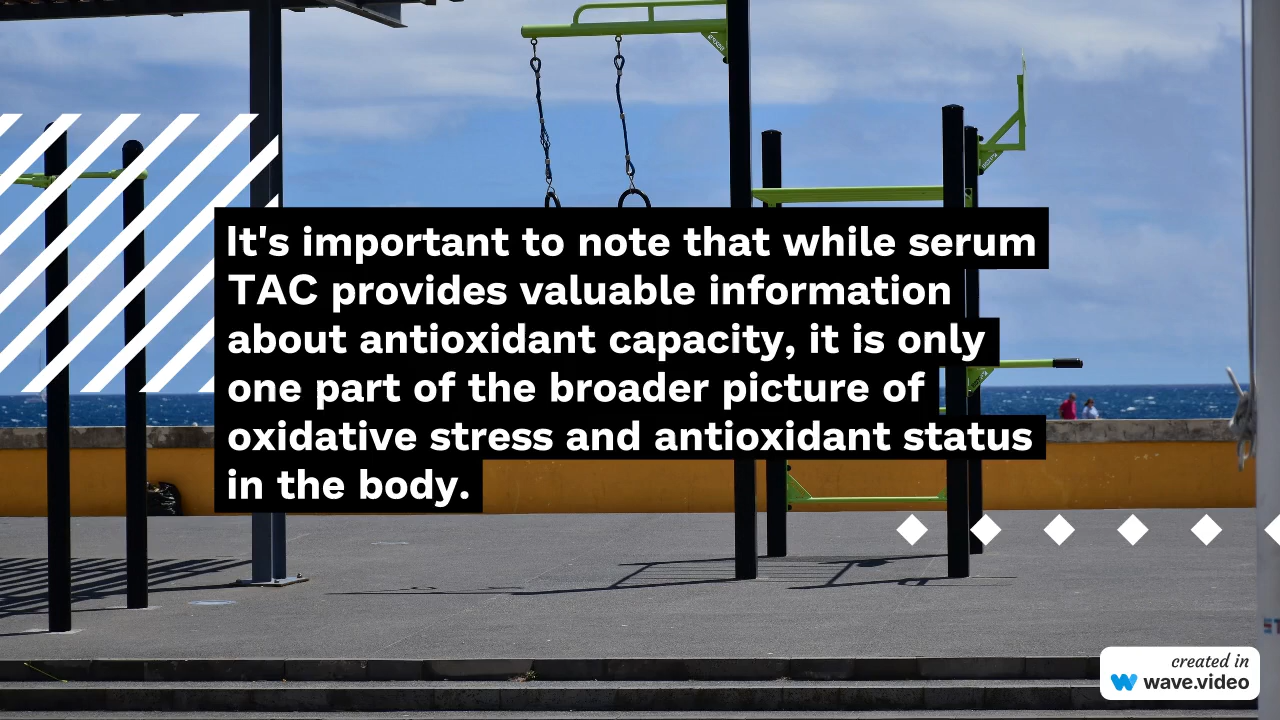 It's important to note that while serum
TAC provides valuable information
about antioxidant capacity, it is only
one part of the broader picture of
oxidative stress and antioxidant status
in the body.
created in
wave.video